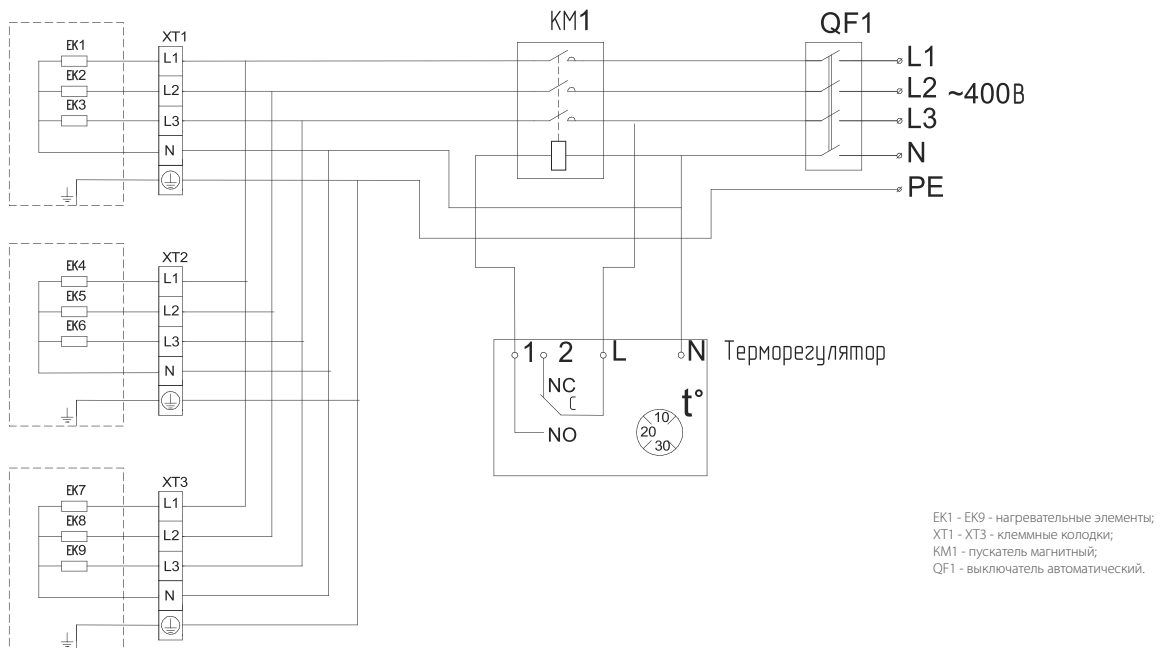 KM1
QF1
EK1
XT1
L1
L1
EK2
L2
L2
~400В
EK3
L3
L3
N
N
PE
EK4
XT2
L1
EK5
L2
EK6
L3
N
1
2
L
N
Терморегулятор
NC
C
t°
10
20
30
NO
EK7
XT3
L1
EK8
L2
EK9
L3
N
EK1 - EK9 - нагревательные элементы;
XT1 - XT3 - клеммные колодки;
KM1 - пускатель магнитный;
QF1 - выключатель автоматический.